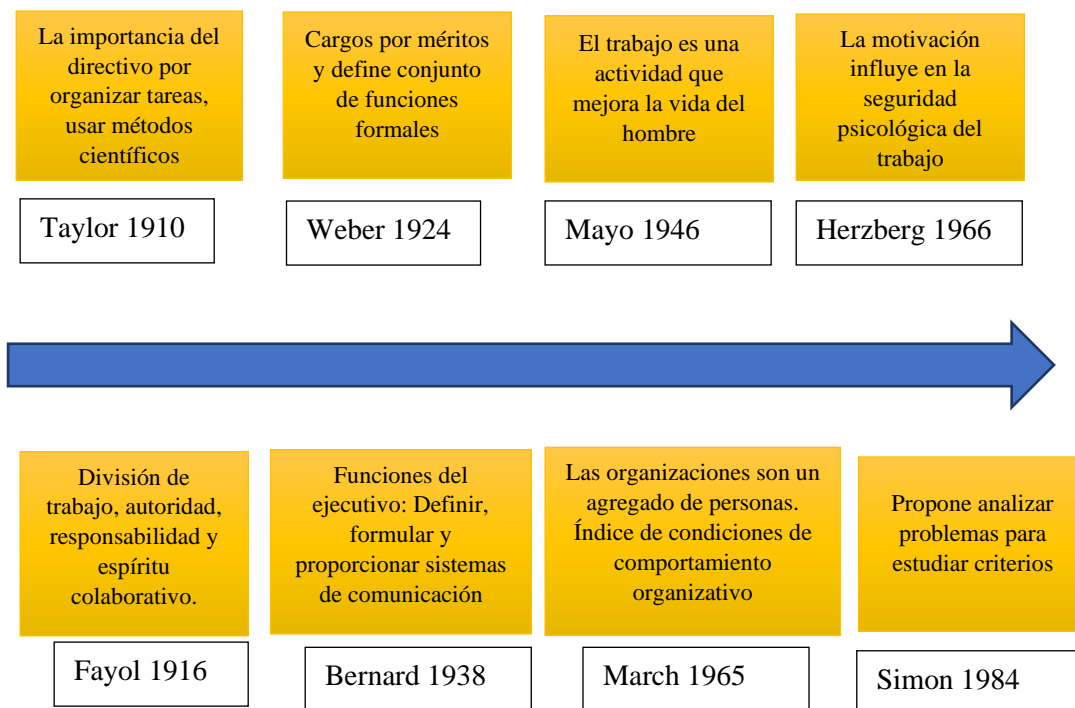 La importancia del
directivo por
organizar tareas,
usar métodos
científicos
Taylor 1910
Cargos por méritos
y define conjunto
de funciones
formales
Weber 1924
El trabajo es una
actividad que
mejora la vida del
hombre
Mayo 1946
La motivación
influye en la
seguridad
psicológica del
trabajo
Herzberg 1966
División de
trabajo, autoridad,
responsabilidad y
espíritu
colaborativo.
Fayol 1916
Funciones del
ejecutivo: Definir,
formular y
proporcionar sistemas
de comunicación
Bernard 1938
Las organizaciones son un
agregado de personas.
Índice de condiciones de
comportamiento
organizativo
March 1965
Propone analizar
problemas para
estudiar criterios
Simon 1984